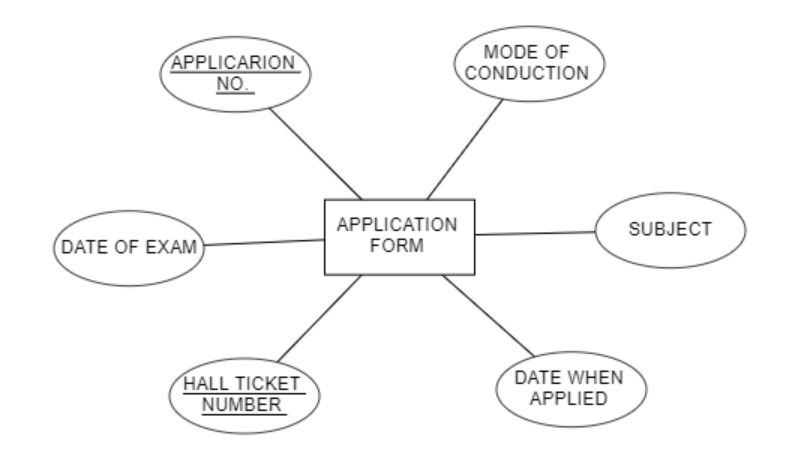 APPLICARION
NO.
MODE OF
CONDUCTION
APPLICATION
FORM
SUBJECT
DATE OF EXAM
HALL TICKET
NUMBER
DATE WHEN
APPLIED